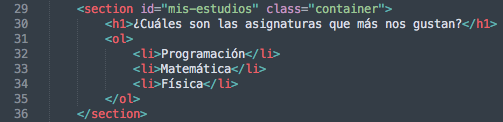 29 <section id="mis-estudios" class="container">
30 <h1>¿Cuáles son las asignaturas que más nos gustan?</h1>
31 <ol>
32 <li>Programación</li>
33 <li>Matemática</li>
34 <li>Física</li>
35 </ol>
36 </section>